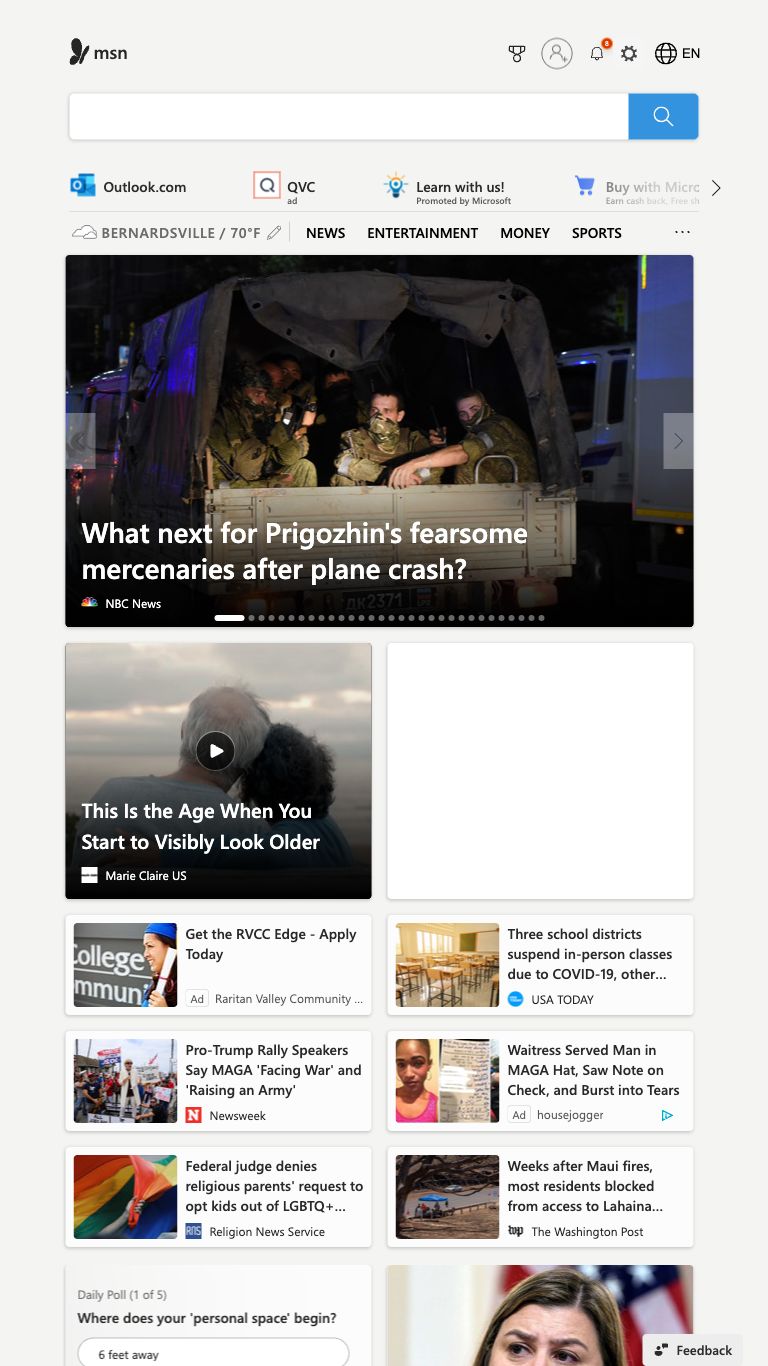 msn
8
EN
Outlook.com
QVC
ad
Learn with us!
Promoted by Microsoft
Buy with Micro
Earn cash back, Free sh
BERNARDSVILLE / 70°F
NEWS
ENTERTAINMENT
MONEY
SPORTS
...
What next for Prigozhin's fearsome
mercenaries after plane crash?
NBC News
This Is the Age When You
Start to Visibly Look Older
Marie Claire US
College
mmuni
Get the RVCC Edge - Apply
Today
Ad
Raritan Valley Community ...
Three school districts
suspend in-person classes
due to COVID-19, other...
USA TODAY
Pro-Trump Rally Speakers
Say MAGA 'Facing War' and
'Raising an Army'
Newsweek
Waitress Served Man in
MAGA Hat, Saw Note on
Check, and Burst into Tears
Ad
housejogger
Federal judge denies
religious parents' request to
opt kids out of LGBTQ+...
RNS
Religion News Service
Weeks after Maui fires,
most residents blocked
from access to Lahaina...
wp
The Washington Post
Daily Poll (1 of 5)
Where does your 'personal space' begin?
6 feet away
Feedback